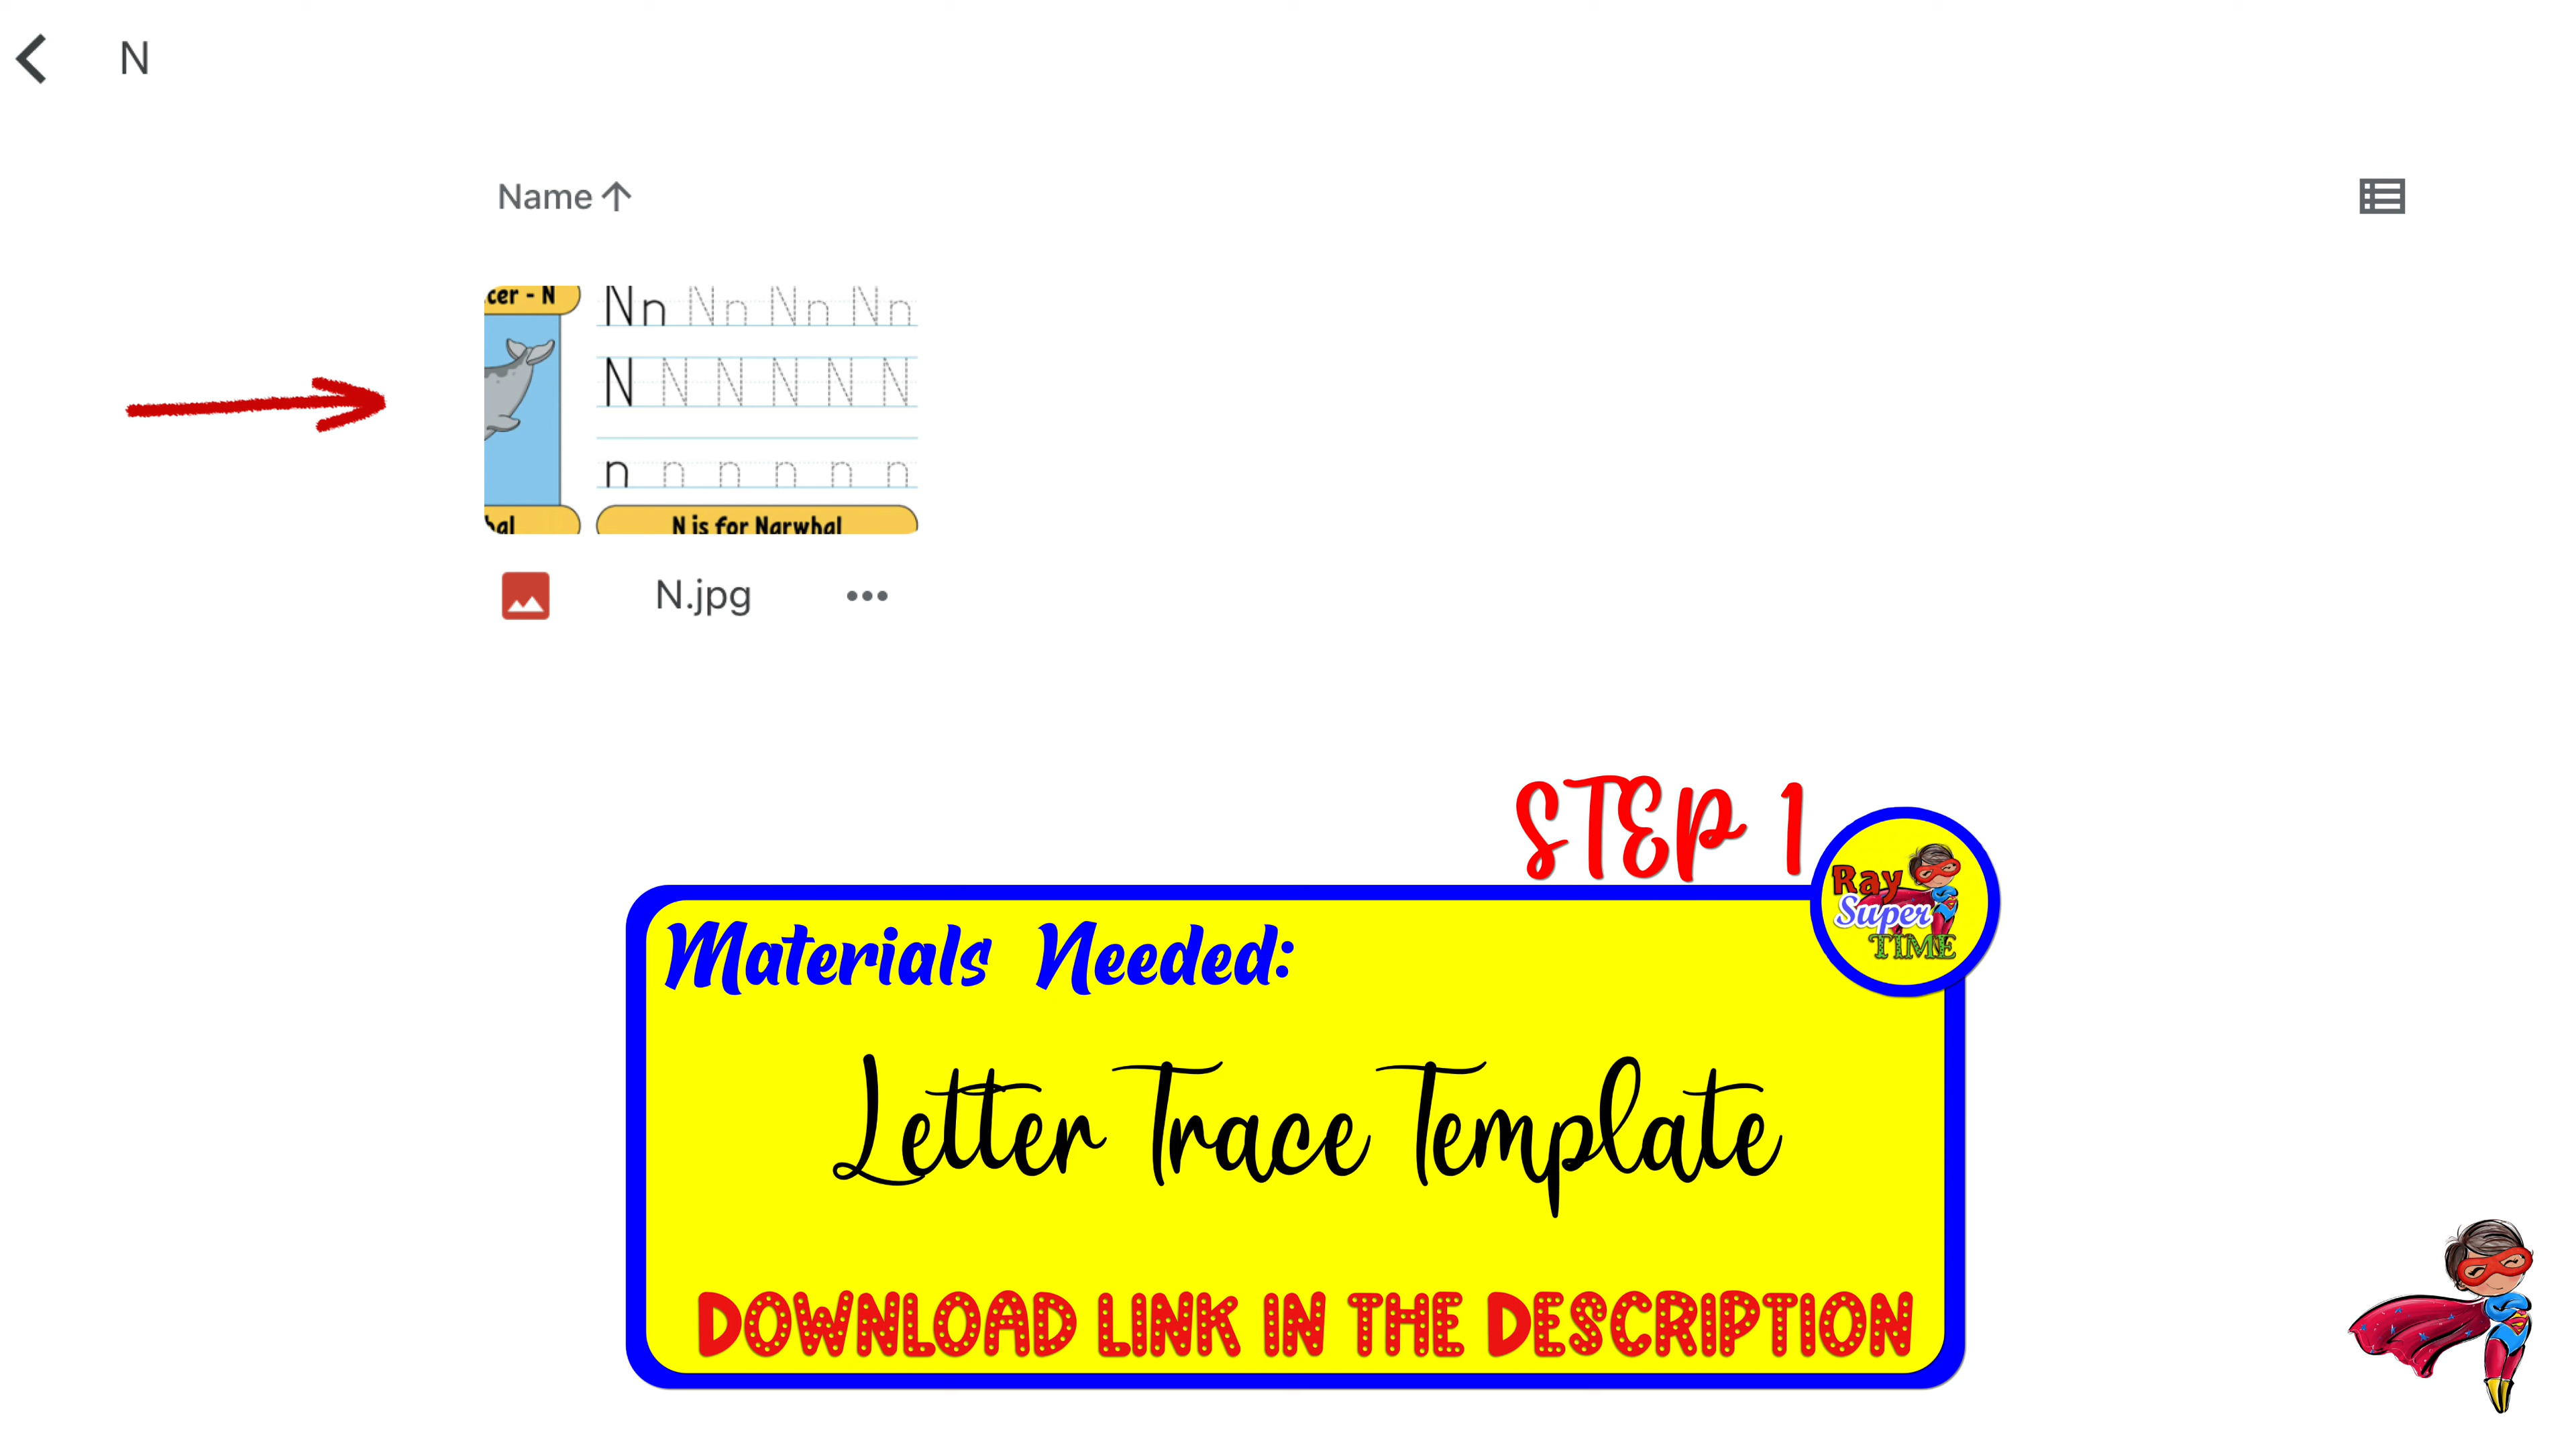 N
Name
cer - N
Nn Nn Nn Nn
N N N N N N
n n n n n n
hal
N is for Narwhal
N.jpg
STEP 1
Ray
Super
TIME
Materials Needed:
Letter Trace Template
DOWNLOAD LINK IN THE DESCRIPTION